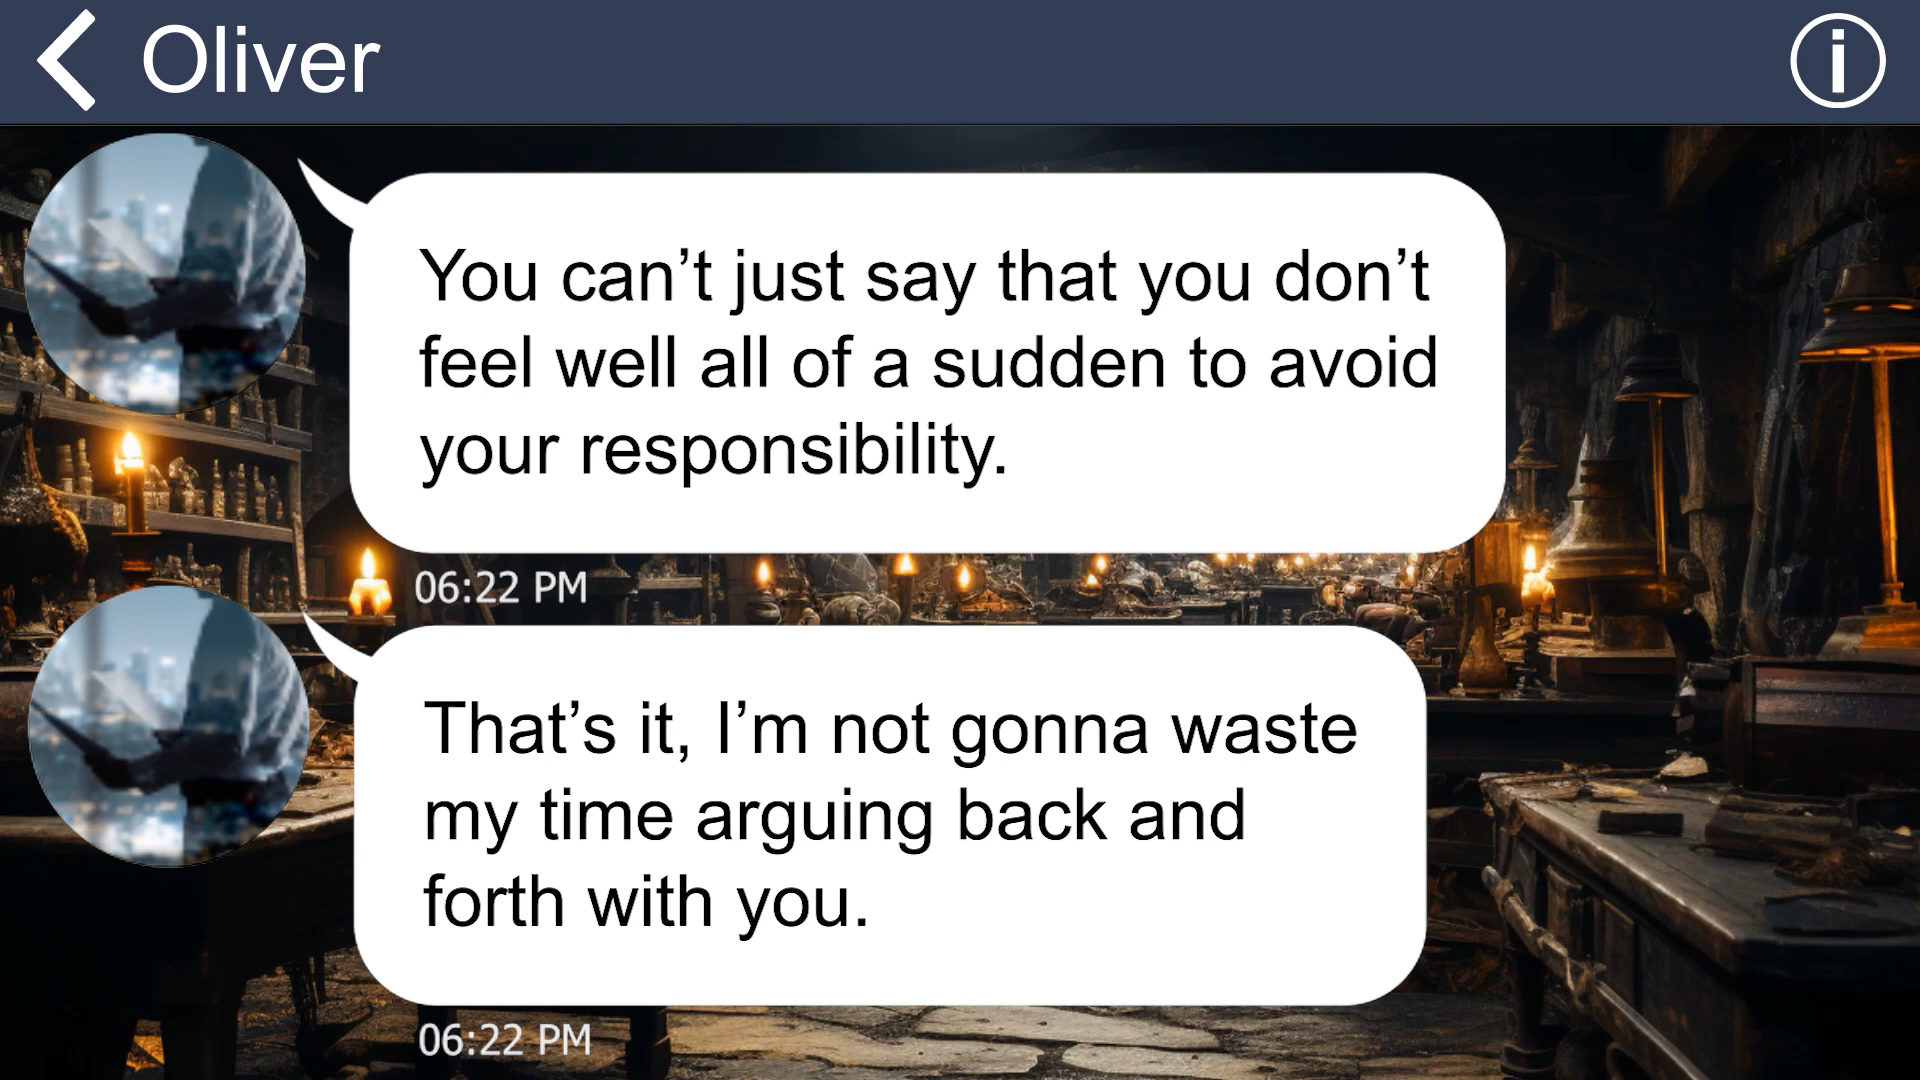 Oliver
You can’t just say that you don’t
feel well all of a sudden to avoid
your responsibility.
06:22 PM
That’s it, I’m not gonna waste
my time arguing back and
forth with you.
06:22 PM